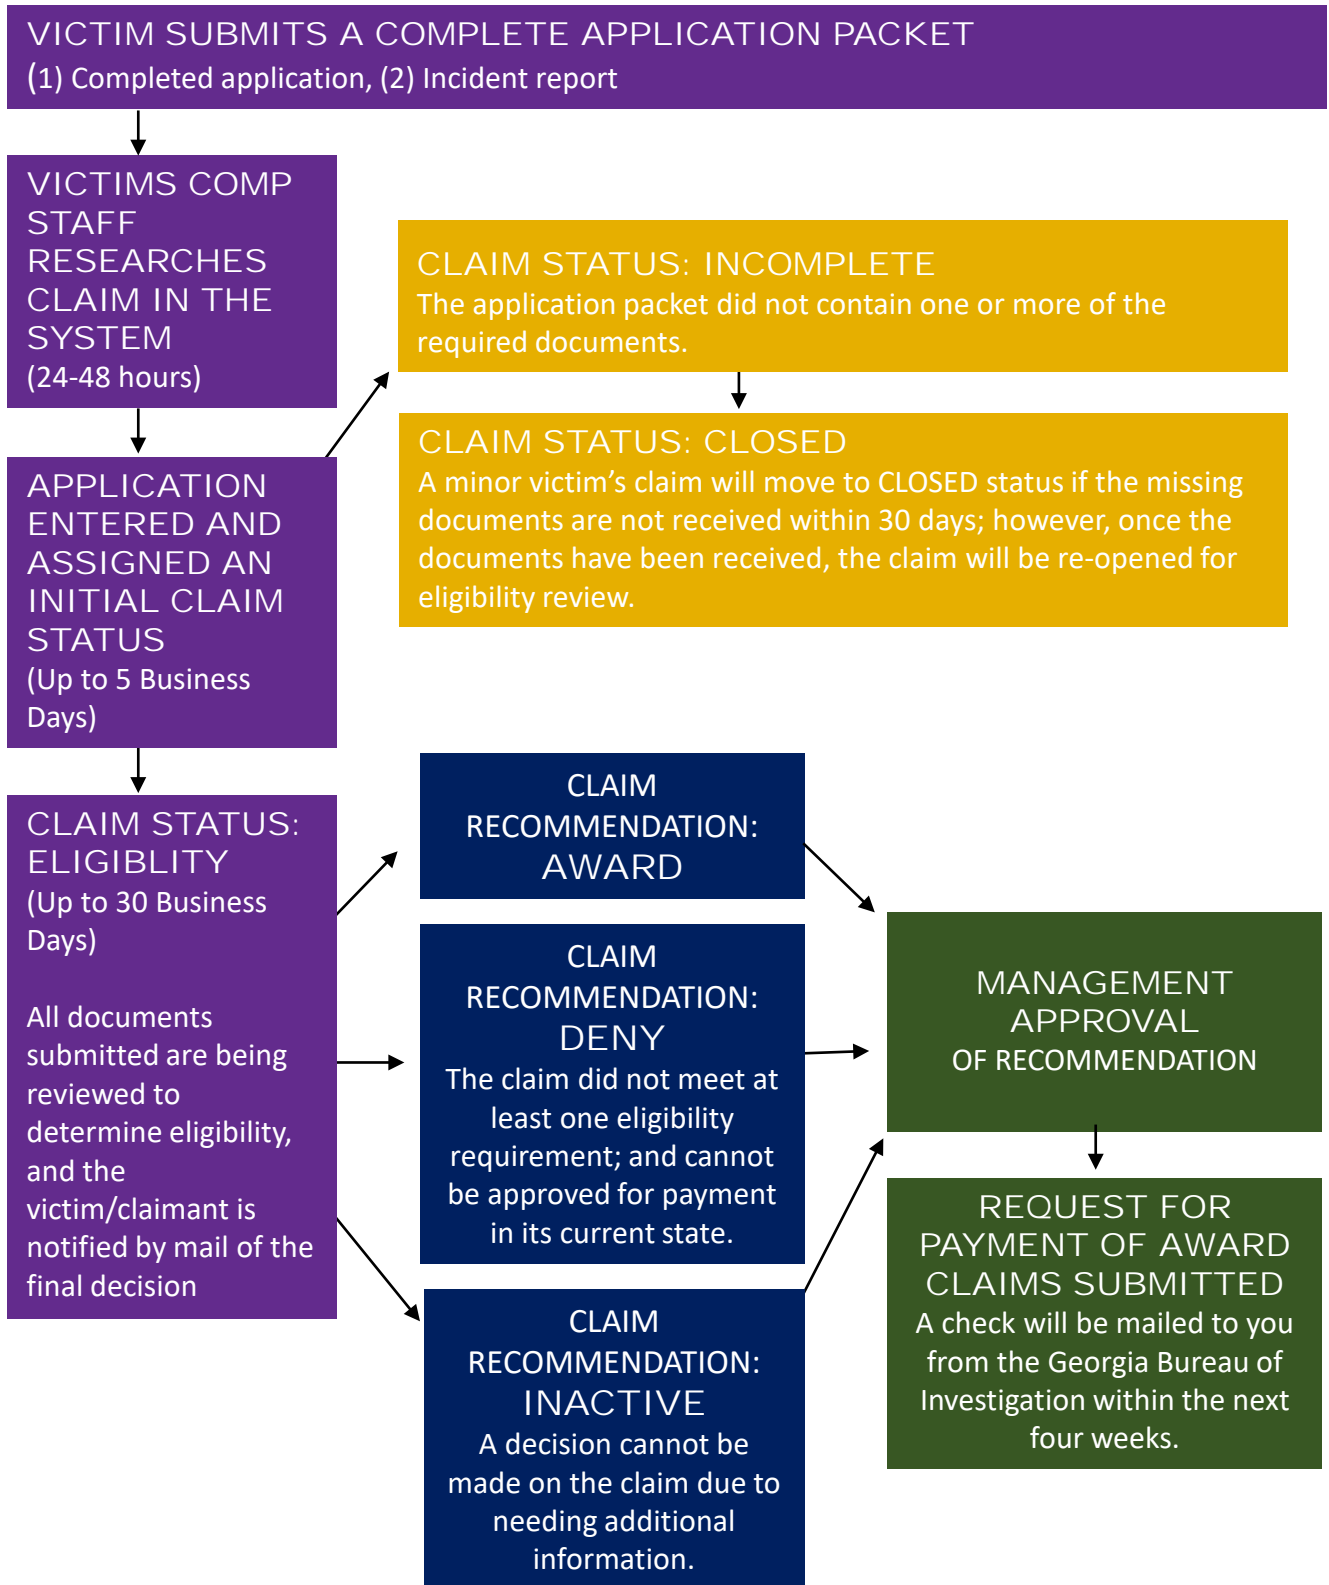 VICTIM SUBMITS A COMPLETE APPLICATION PACKET
(1) Completed application, (2) Incident report
VICTIMS COMP
STAFF
RESEARCHES
CLAIM IN THE
SYSTEM
(24-48 hours)
CLAIM STATUS: INCOMPLETE
The application packet did not contain one or more of the
required documents.
CLAIM STATUS: CLOSED
A minor victim’s claim will move to CLOSED status if the missing
documents are not received within 30 days; however, once the
documents have been received, the claim will be re-opened for
eligibility review.
APPLICATION
ENTERED AND
ASSIGNED AN
INITIAL CLAIM
STATUS
(Up to 5 Business
Days)
CLAIM STATUS:
ELIGIBLITY
(Up to 30 Business
Days)
All documents
submitted are being
reviewed to
determine eligibility,
and the
victim/claimant is
notified by mail of the
final decision
CLAIM
RECOMMENDATION:
AWARD
CLAIM
RECOMMENDATION:
DENY
The claim did not meet at
least one eligibility
requirement; and cannot
be approved for payment
in its current state.
CLAIM
RECOMMENDATION:
INACTIVE
A decision cannot be
made on the claim due to
needing additional
information.
MANAGEMENT
APPROVAL
OF RECOMMENDATION
REQUEST FOR
PAYMENT OF AWARD
CLAIMS SUBMITTED
A check will be mailed to you
from the Georgia Bureau of
Investigation within the next
four weeks.